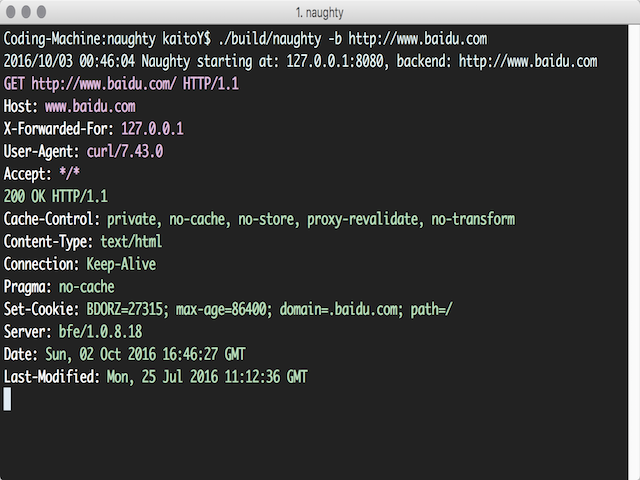 1. naughty
Coding-Machine:naughty kaitoY$ ./build/naughty -b http://www.baidu.com
2016/10/03 00:46:04 Naughty starting at: 127.0.0.1:8080, backend: http://www.baidu.com
GET http://www.baidu.com/ HTTP/1.1
Host: www.baidu.com
X-Forwarded-For: 127.0.0.1
User-Agent: curl/7.43.0
Accept: */*
200 OK HTTP/1.1
Cache-Control: private, no-cache, no-store, proxy-revalidate, no-transform
Content-Type: text/html
Connection: Keep-Alive
Pragma: no-cache
Set-Cookie: BDORZ=27315; max-age=86400; domain=.baidu.com; path=/
Server: bfe/1.0.8.18
Date: Sun, 02 Oct 2016 16:46:27 GMT
Last-Modified: Mon, 25 Jul 2016 11:12:36 GMT